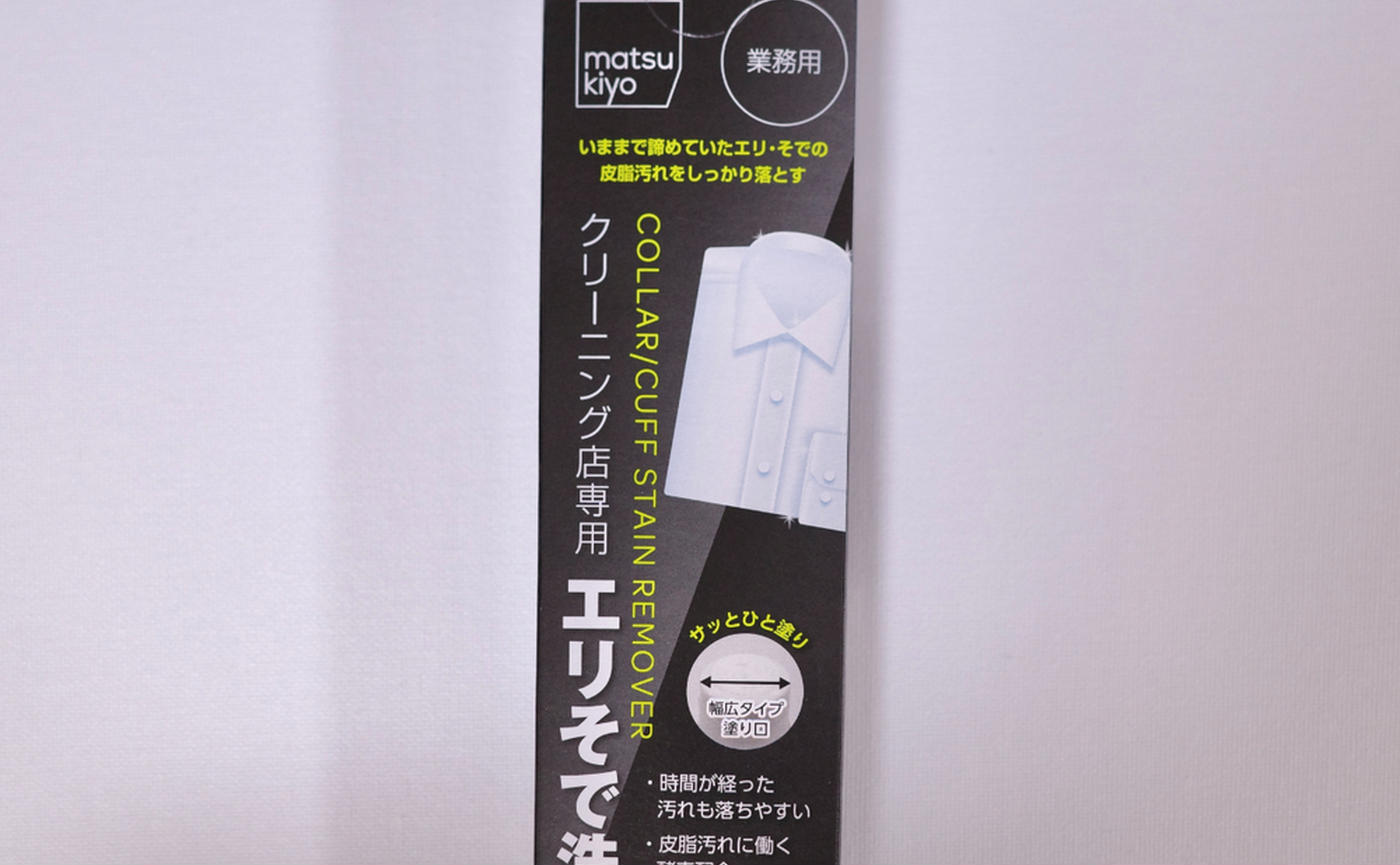 matsu
kiyo
業務用
いままで諦めていたエリ・そでの
皮脂汚れをしっかり落とす
COLLAR/CUFF STAIN REMOVER
クリーニング店専用
エリそで洗
サッとひと塗り
幅広タイプ
塗り口
・時間が経った
汚れも落ちやすい
・皮脂汚れに働く